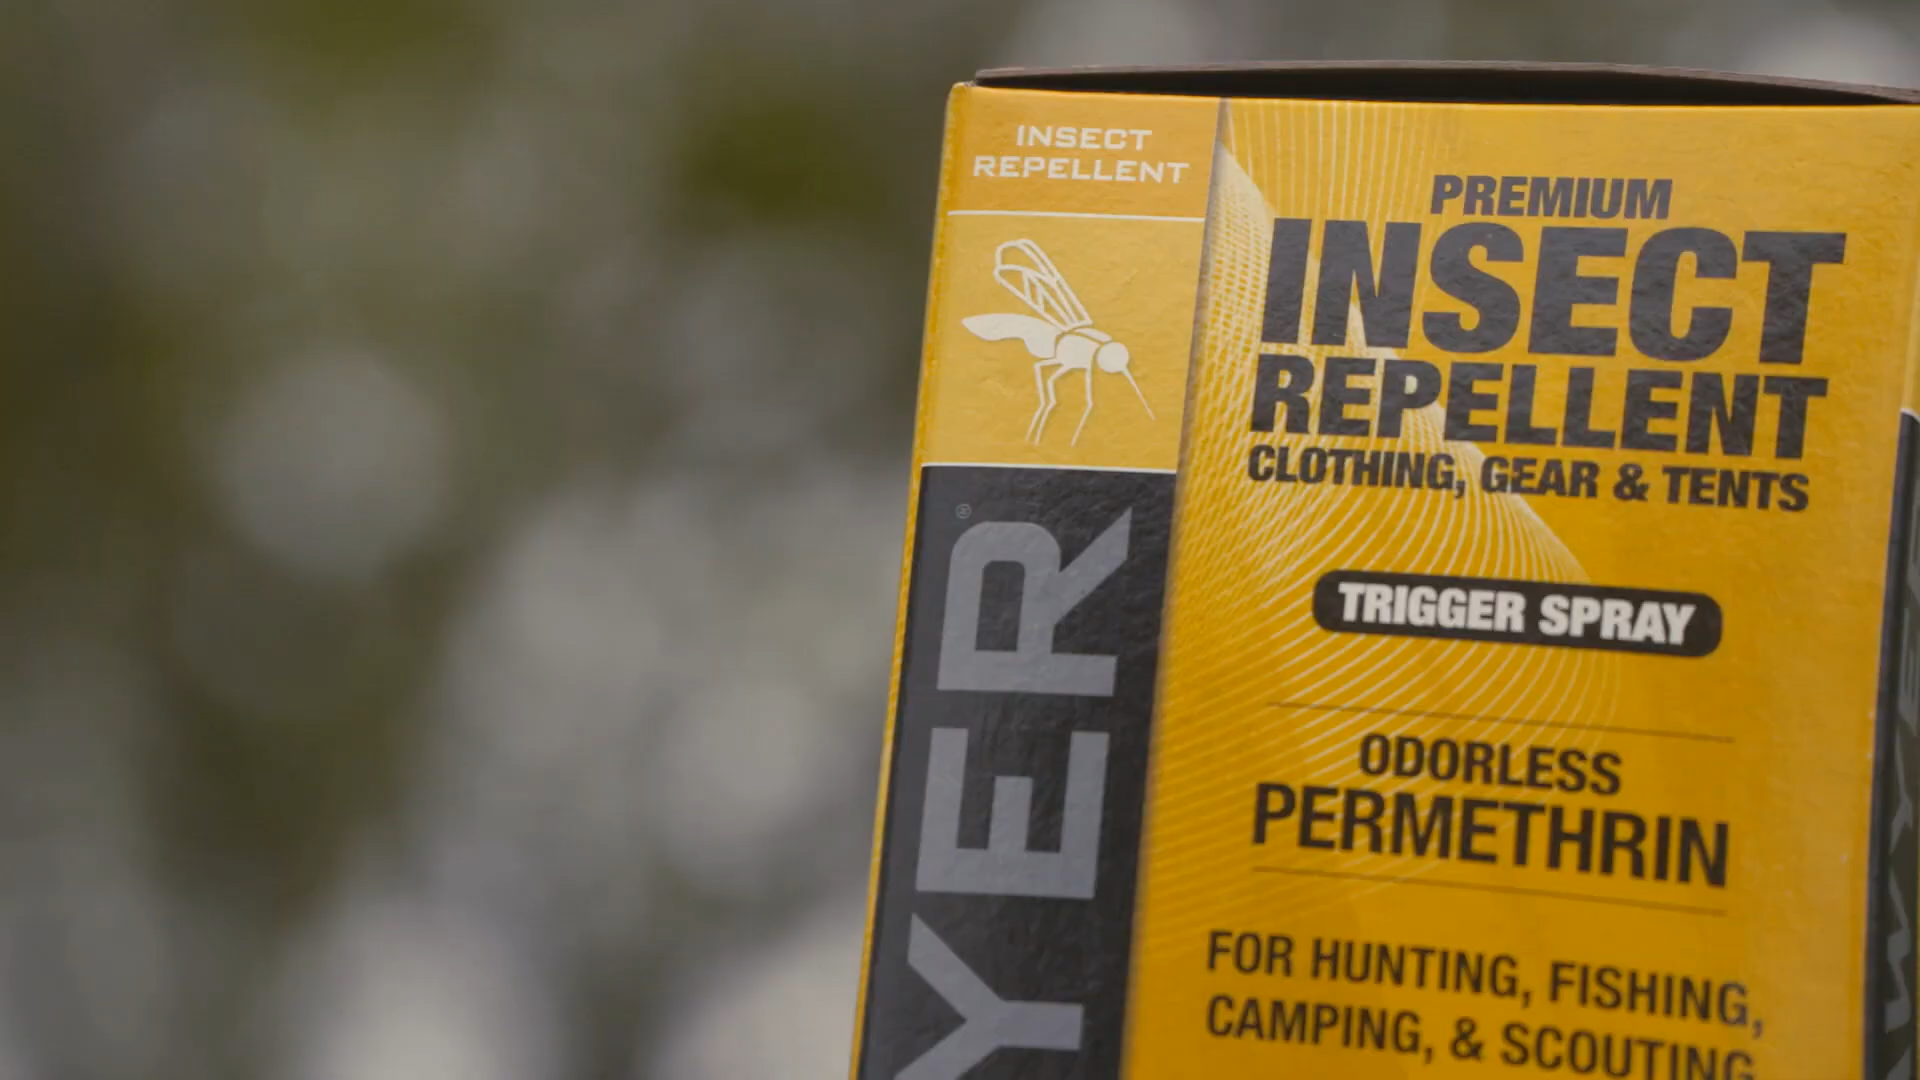 INSECT
REPELLENT
YER
PREMIUM
INSECT
REPELLENT
CLOTHING, GEAR & TENTS
TRIGGER SPRAY
ODORLESS
PERMETHRIN
FOR HUNTING, FISHING,
CAMPING, & SCOUTING